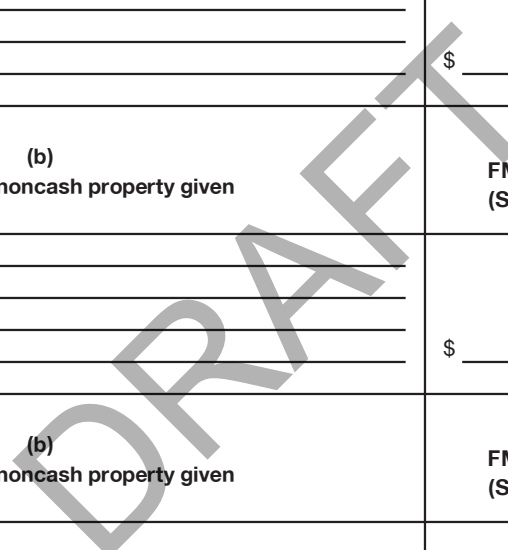 $
(b)
noncash property given
FM
(S
$
(b)
noncash property given
FM
(S
DRAFT